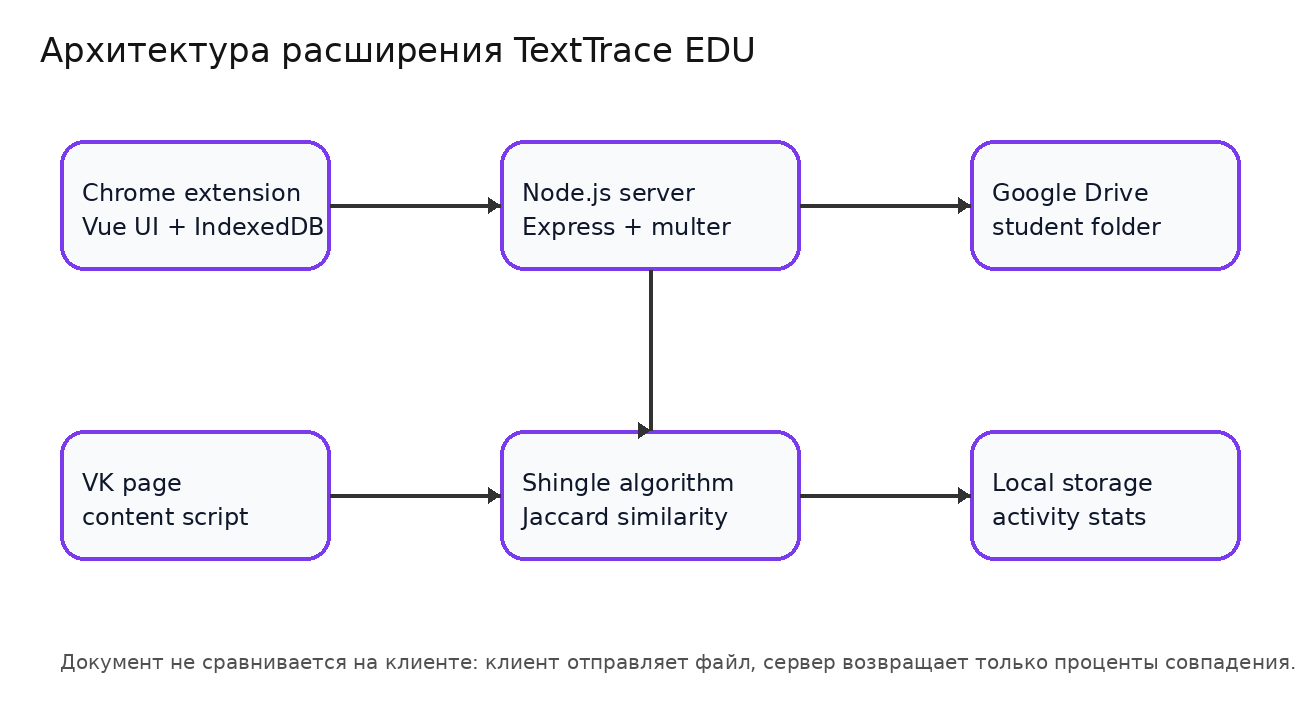 Архитектура расширения TextTrace EDU
Chrome extension
Vue UI + IndexedDB
Node.js server
Express + multer
Google Drive
student folder
VK page
content script
Shingle algorithm
Jaccard similarity
Local storage
activity stats
Документ не сравнивается на клиенте: клиент отправляет файл, сервер возвращает только проценты совпадения.